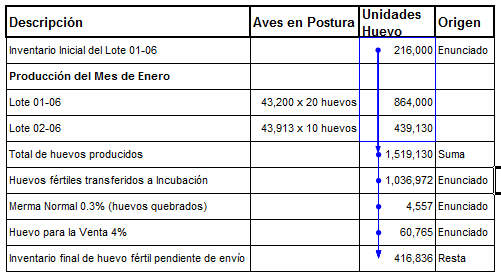 Descripción Aves en Postura Unidades Huevo Origen
Inventario Inicial del Lote 01-06 216,000 Enunciado
Producción del Mes de Enero
Lote 01-06 43,200 x 20 huevos 864,000
Lote 02-06 43,913 x 10 huevos 439,130
Total de huevos producidos 1,519,130 Suma
Huevos fértiles transferidos a Incubación 1,036,972 Enunciado
Merma Normal 0.3% (huevos quebrados) 4,557 Enunciado
Huevo para la Venta 4% 60,765 Enunciado
Inventario final de huevo fértil pendiente de envío 416,836 Resta